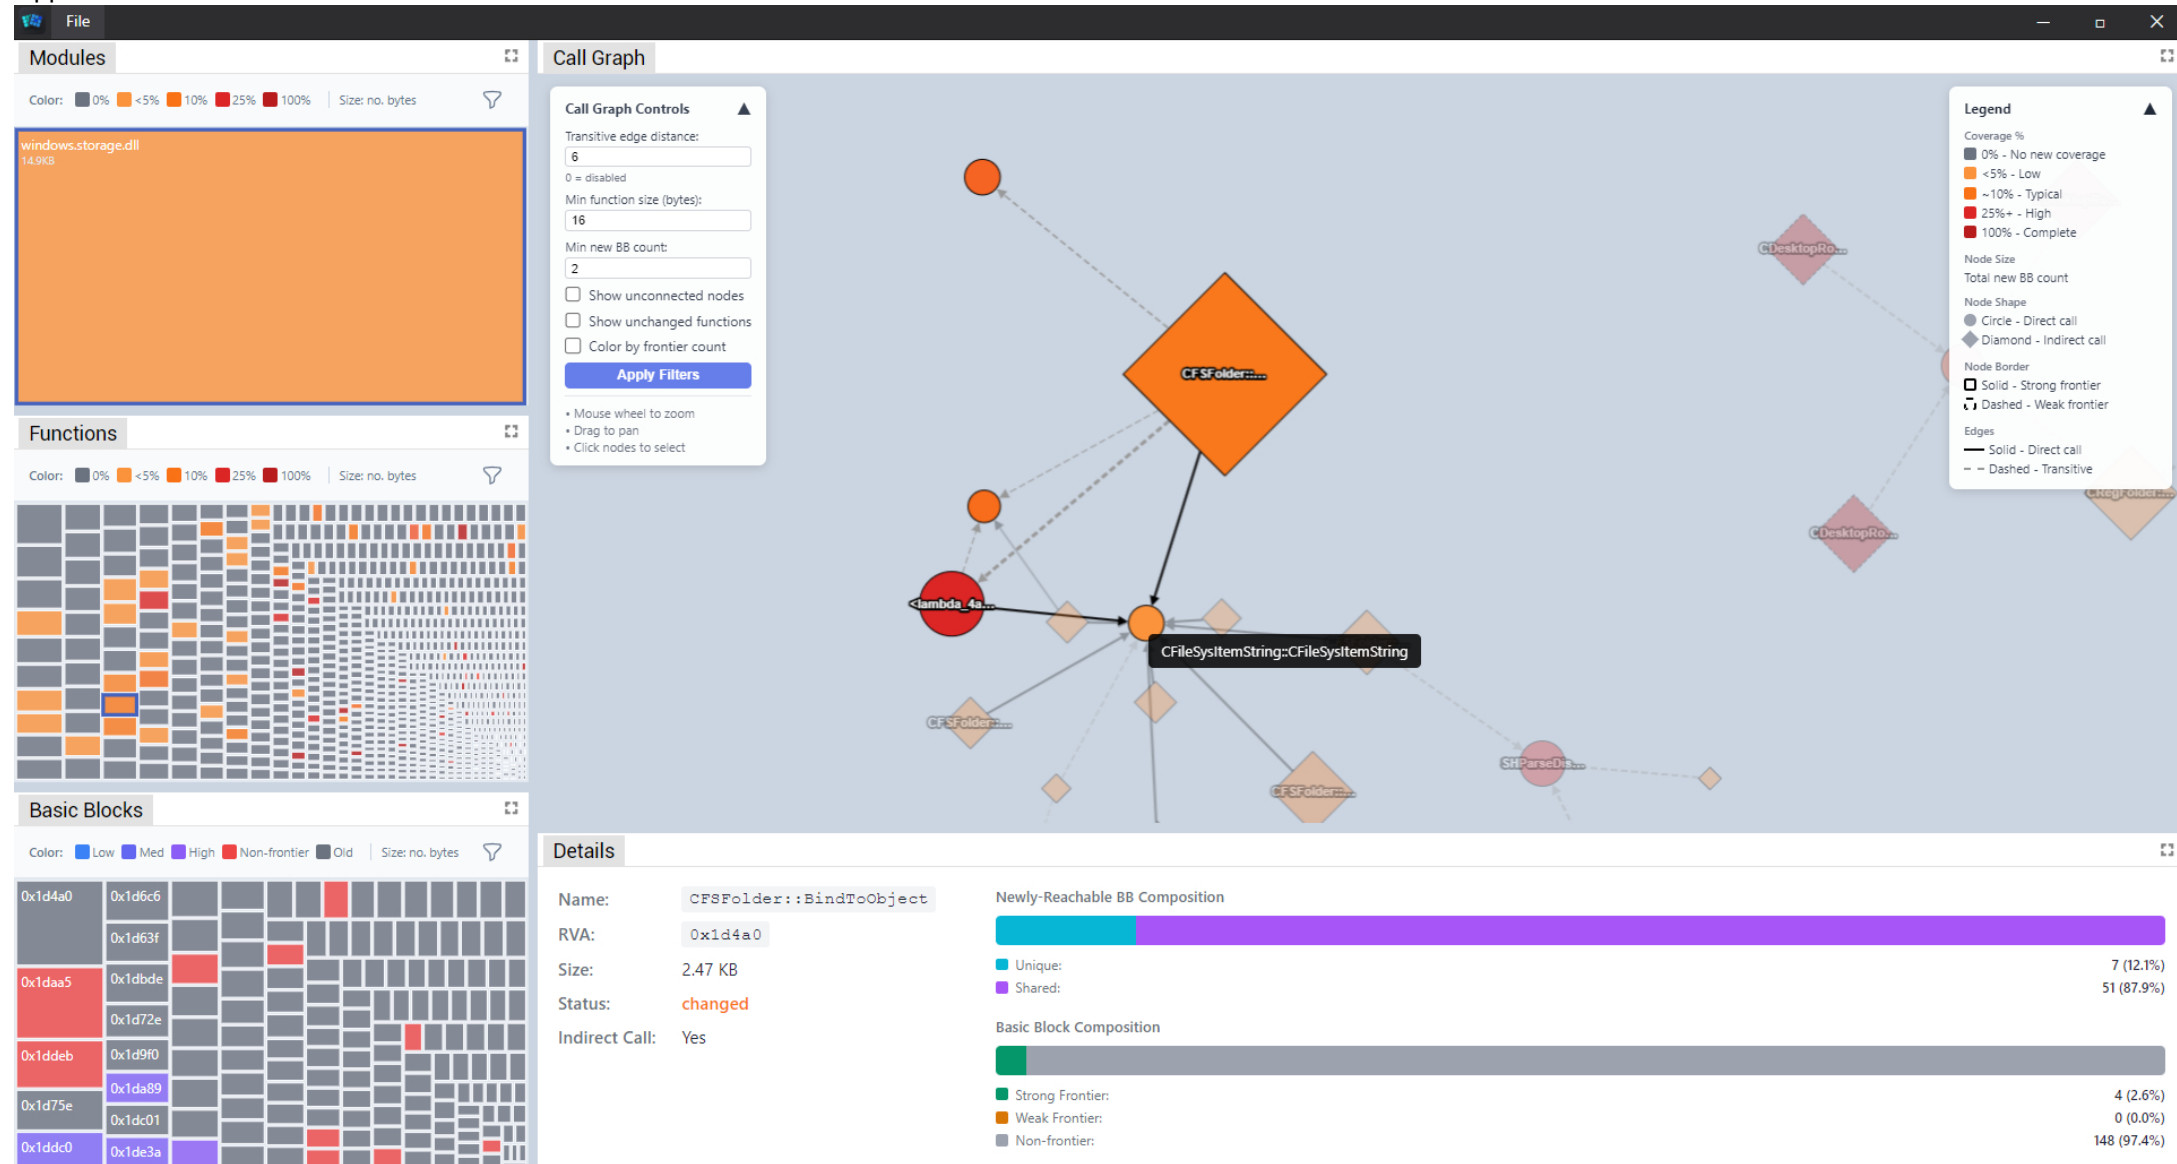 File
Modules
Color: 0% <5% 10% 25% 100% Size: no. bytes
windows.storage.dll
14.9KB
Functions
Color: 0% <5% 10% 25% 100% Size: no. bytes
Basic Blocks
Color: Low Med High Non-frontier Old Size: no. bytes
0x1d4a0
0x1daa5
0x1ddeb
0x1d75e
0x1ddc0
0x1d6c6
0x1d63f
0x1dbde
0x1d72e
0x1d9f0
0x1da89
0x1dc01
0x1de3a
Call Graph
Call Graph Controls
Transitive edge distance:
6
0 = disabled
Min function size (bytes):
16
Min new BB count:
2
Show unconnected nodes
Show unchanged functions
Color by frontier count
Apply Filters
• Mouse wheel to zoom
• Drag to pan
• Click nodes to select
CFSFolder::...
<lambda_4a...
CFileSysItemString::CFileSysItemString
CFSFolder::...
CFSFolder::...
SHParseDis...
CDesktopRo...
CDesktopRo...
CRegFolder::...
Legend
Coverage %
0% - No new coverage
<5% - Low
~10% - Typical
25%+ - High
100% - Complete
Node Size
Total new BB count
Node Shape
Circle - Direct call
Diamond - Indirect call
Node Border
Solid - Strong frontier
Dashed - Weak frontier
Edges
Solid - Direct call
Dashed - Transitive
Details
Name: CFSFolder::BindToObject
RVA: 0x1d4a0
Size: 2.47 KB
Status: changed
Indirect Call: Yes
Newly-Reachable BB Composition
Unique: 7 (12.1%)
Shared: 51 (87.9%)
Basic Block Composition
Strong Frontier: 4 (2.6%)
Weak Frontier: 0 (0.0%)
Non-frontier: 148 (97.4%)